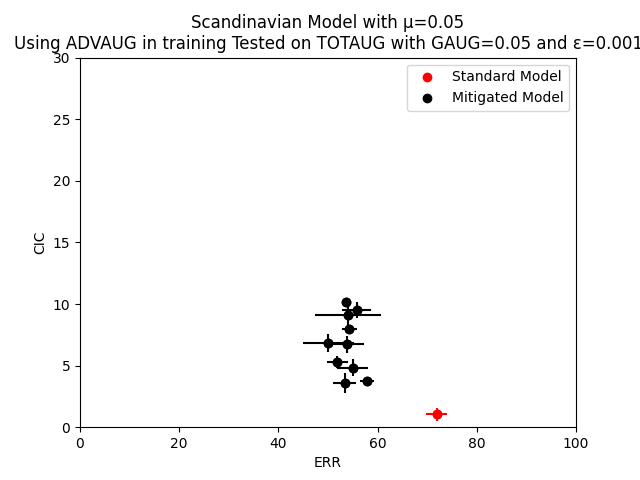 Scandinavian Model with μ=0.05
Using ADVAUG in training Tested on TOTAUG with GAUG=0.05 and ε=0.001
Standard Model
Mitigated Model
30
25
20
15
10
5
0
CIC
0 20 40 60 80 100
ERR